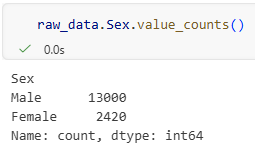 raw_data.Sex.value_counts()
0.0s
Sex
Male      13000
Female     2420
Name: count, dtype: int64